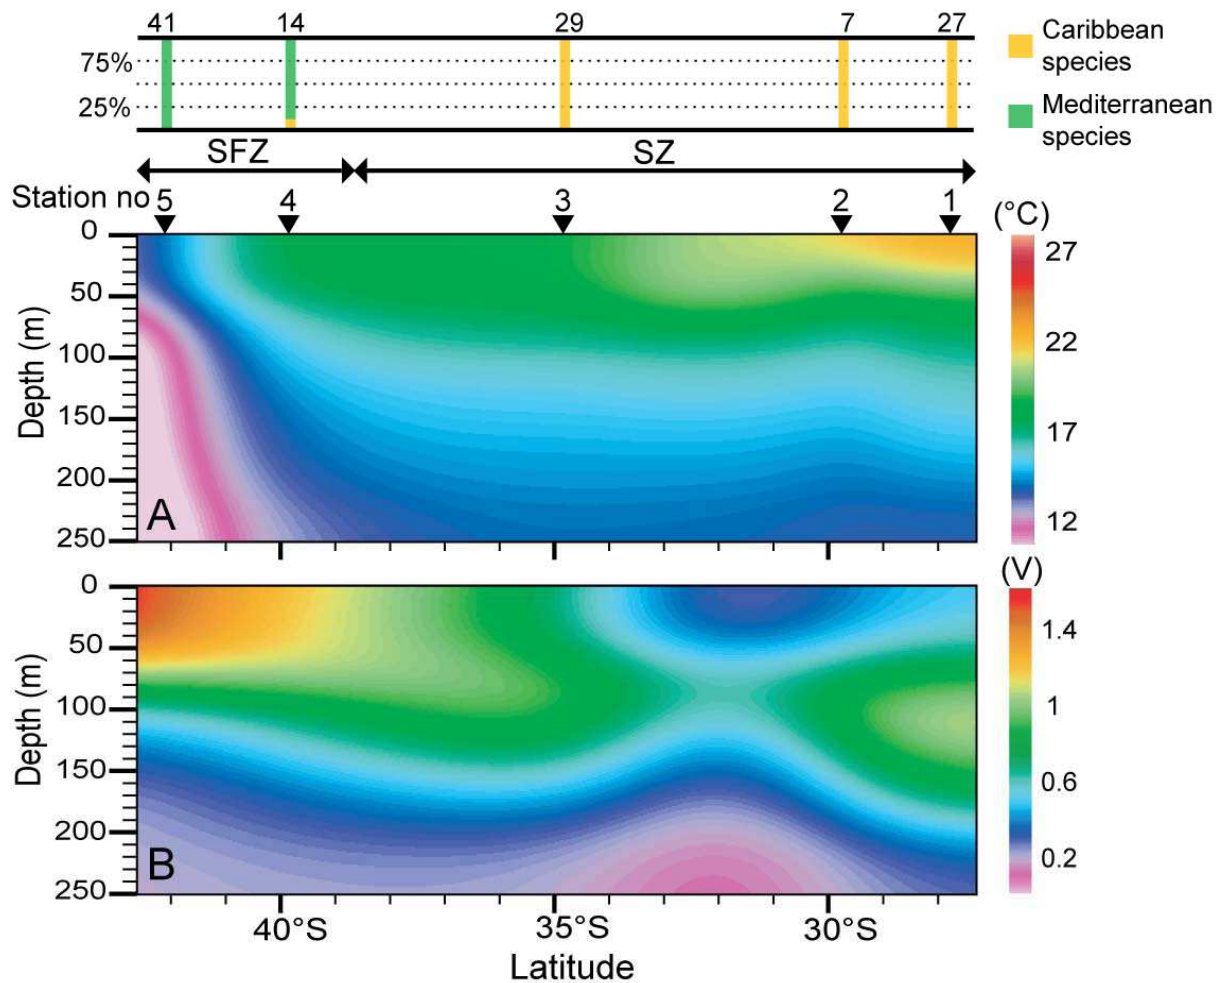 41 14 29 7 27
Caribbean
species
75%
25%
Mediterranean
species
SFZ SZ
Station no 5 4 3 2 1 (°C)
0
50
100
150
200
250
Depth (m)
A
27
22
17
12
(V)
0
50
100
150
200
250
Depth (m)
B
1.4
1
0.6
0.2
40°S 35°S 30°S
Latitude